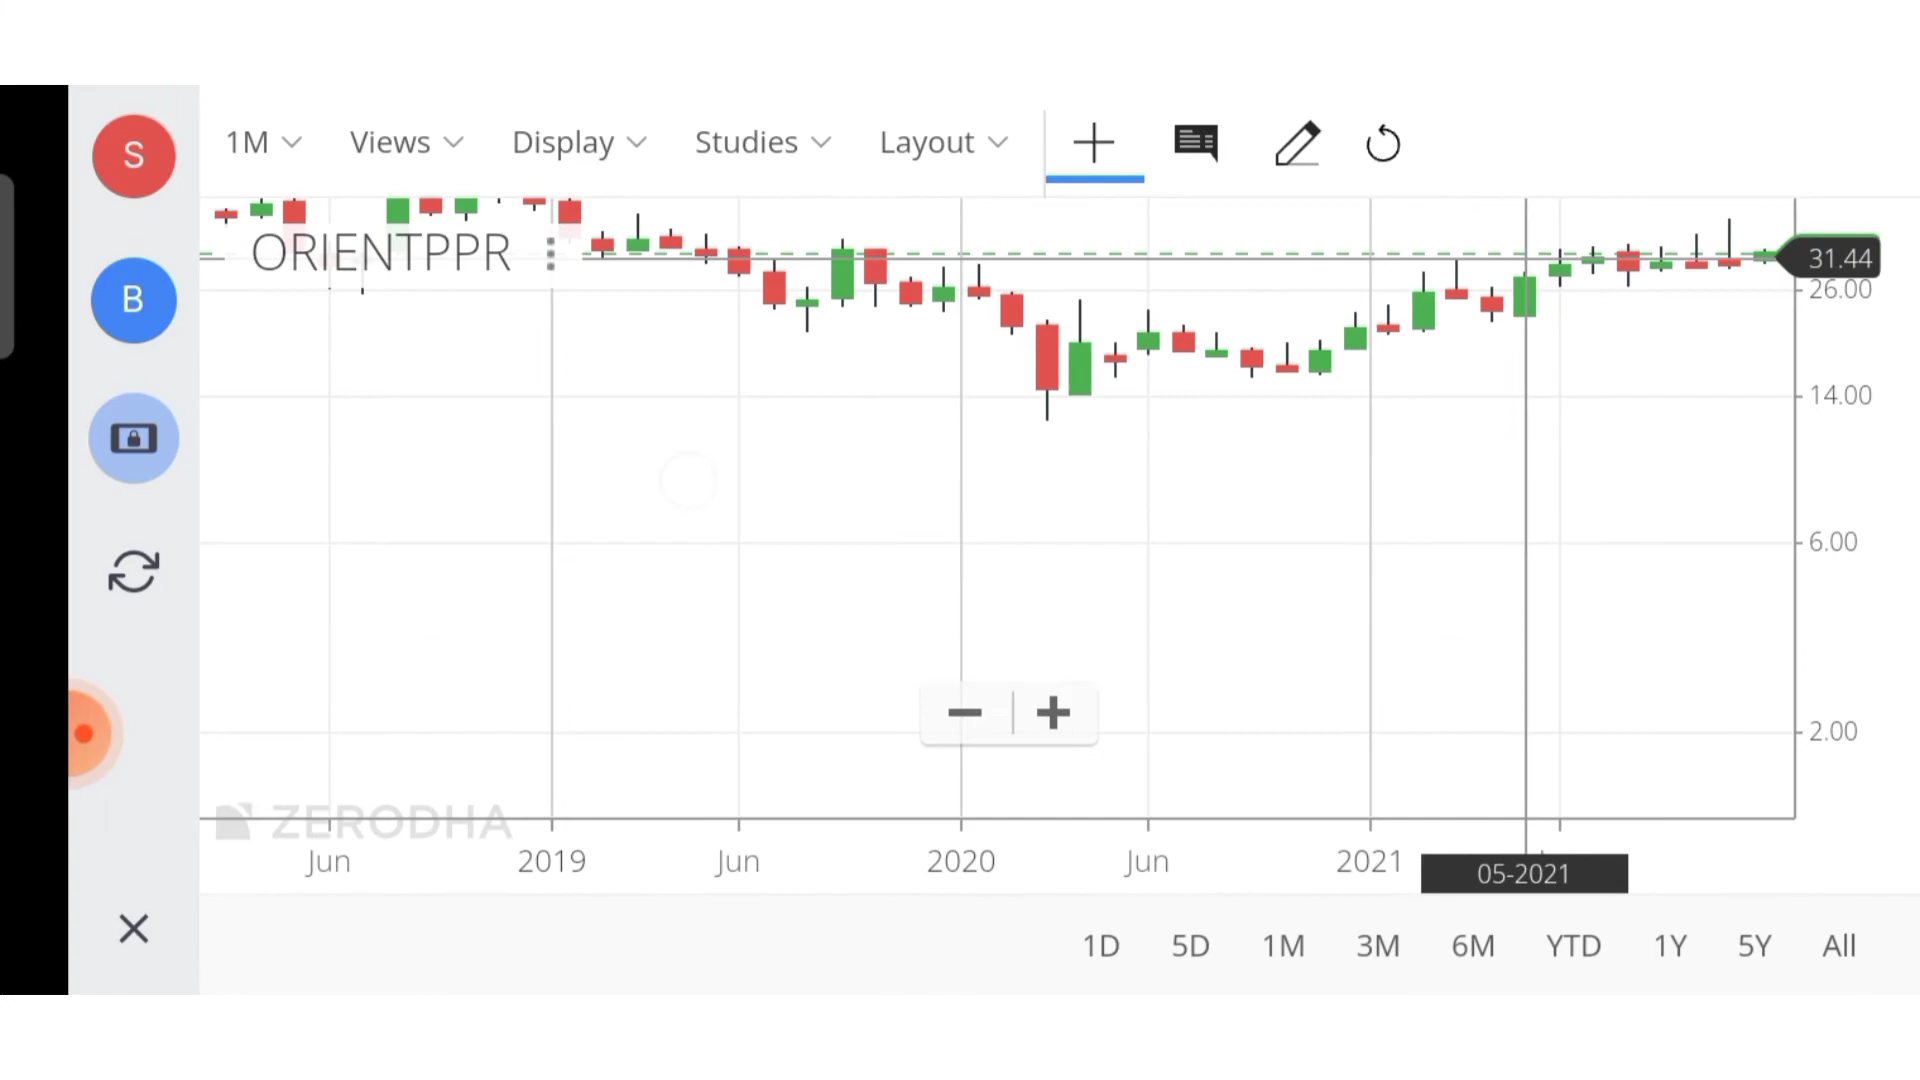 S
B
1M Views Display Studies Layout
ORIENTPPR
31.44
26.00
14.00
6.00
2.00
ZERODHA
Jun 2019 Jun 2020 Jun 2021 05-2021
1D 5D 1M 3M 6M YTD 1Y 5Y All